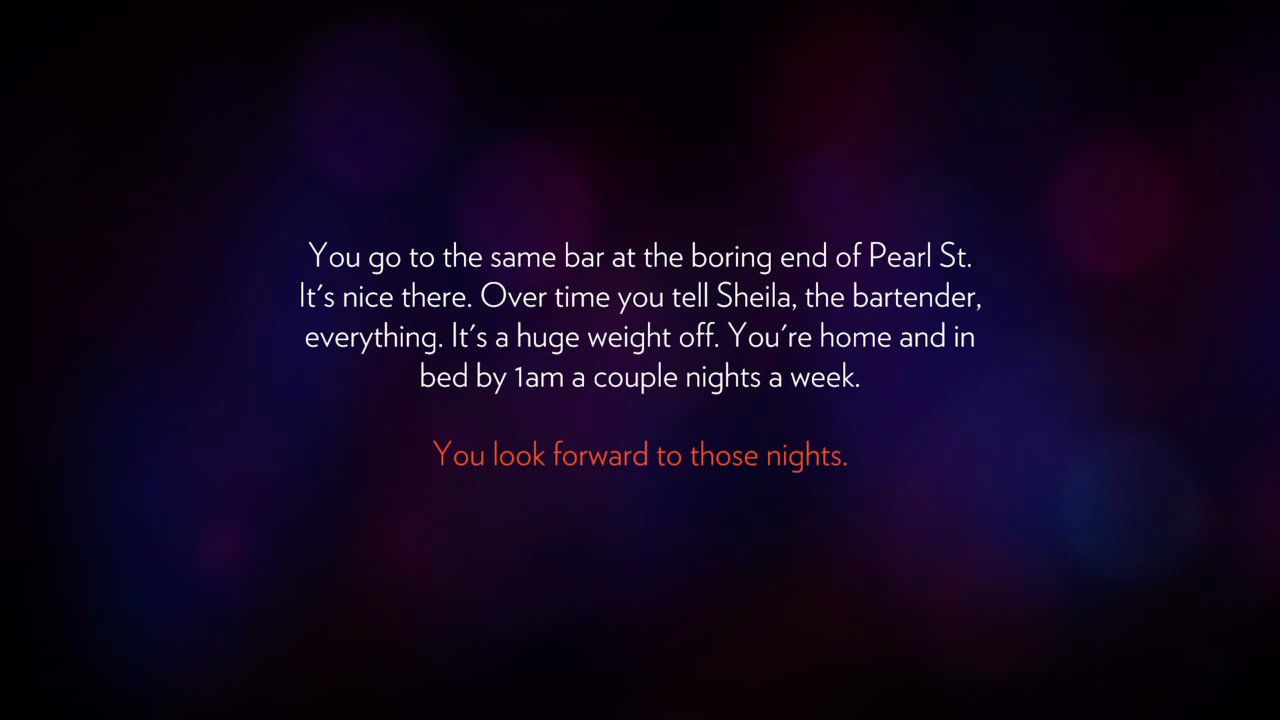 You go to the same bar at the boring end of Pearl St.
It's nice there. Over time you tell Sheila, the bartender,
everything. It's a huge weight off. You're home and in
bed by 1am a couple nights a week.
You look forward to those nights.